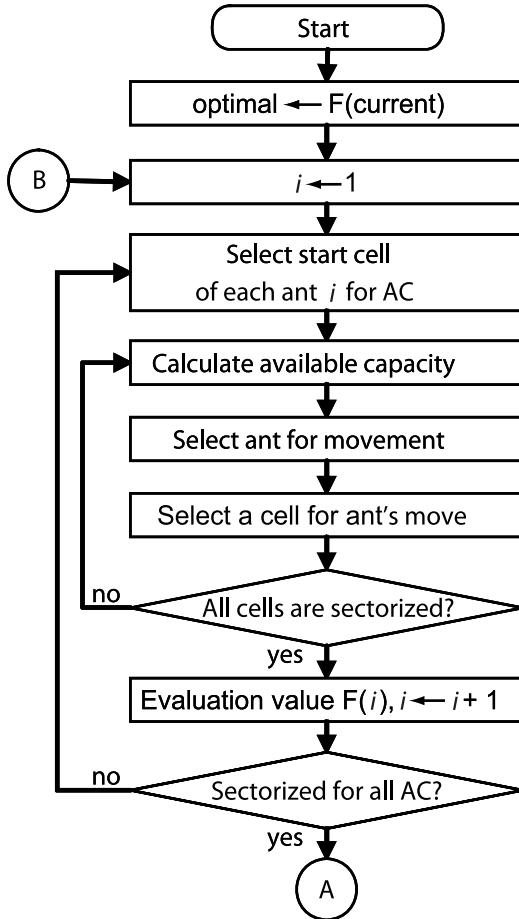 Start
optimal ← F(current)
B
i ← 1
Select start cell
of each ant i for AC
Calculate available capacity
Select ant for movement
Select a cell for ant's move
no
All cells are sectorized?
yes
Evaluation value F(i), i ← i + 1
no
Sectorized for all AC?
yes
A